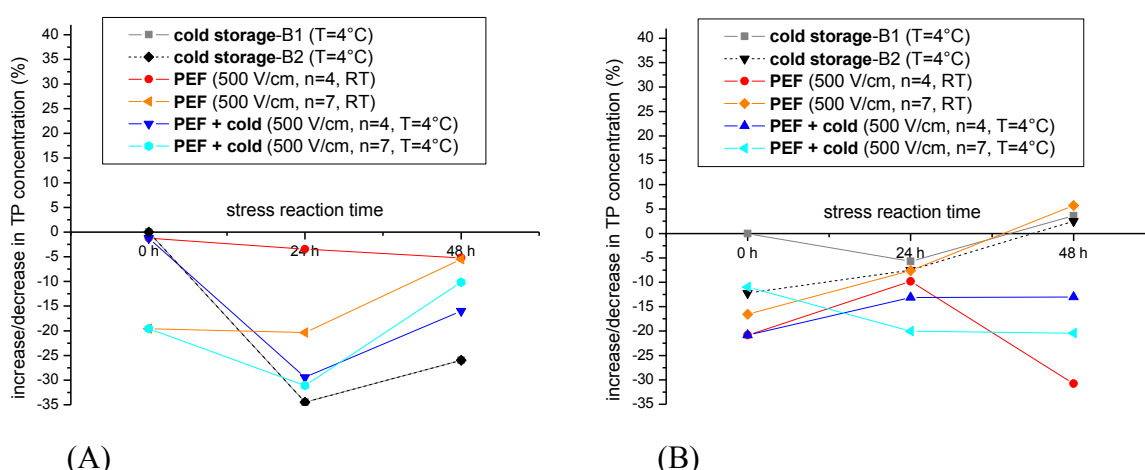 increase/decrease in TP concentration (%)
40
35
30
25
20
15
10
5
0
-5
-10
-15
-20
-25
-30
-35
cold storage-B1 (T=4°C)
cold storage-B2 (T=4°C)
PEF (500 V/cm, n=4, RT)
PEF (500 V/cm, n=7, RT)
PEF + cold (500 V/cm, n=4, T=4°C)
PEF + cold (500 V/cm, n=7, T=4°C)
stress reaction time
0 h
24 h
48 h
(A)
increase/decrease in TP concentration (%)
40
35
30
25
20
15
10
5
0
-5
-10
-15
-20
-25
-30
-35
cold storage-B1 (T=4°C)
cold storage-B2 (T=4°C)
PEF (500 V/cm, n=4, RT)
PEF (500 V/cm, n=7, RT)
PEF + cold (500 V/cm, n=4, T=4°C)
PEF + cold (500 V/cm, n=7, T=4°C)
stress reaction time
0 h
24 h
48 h
(B)